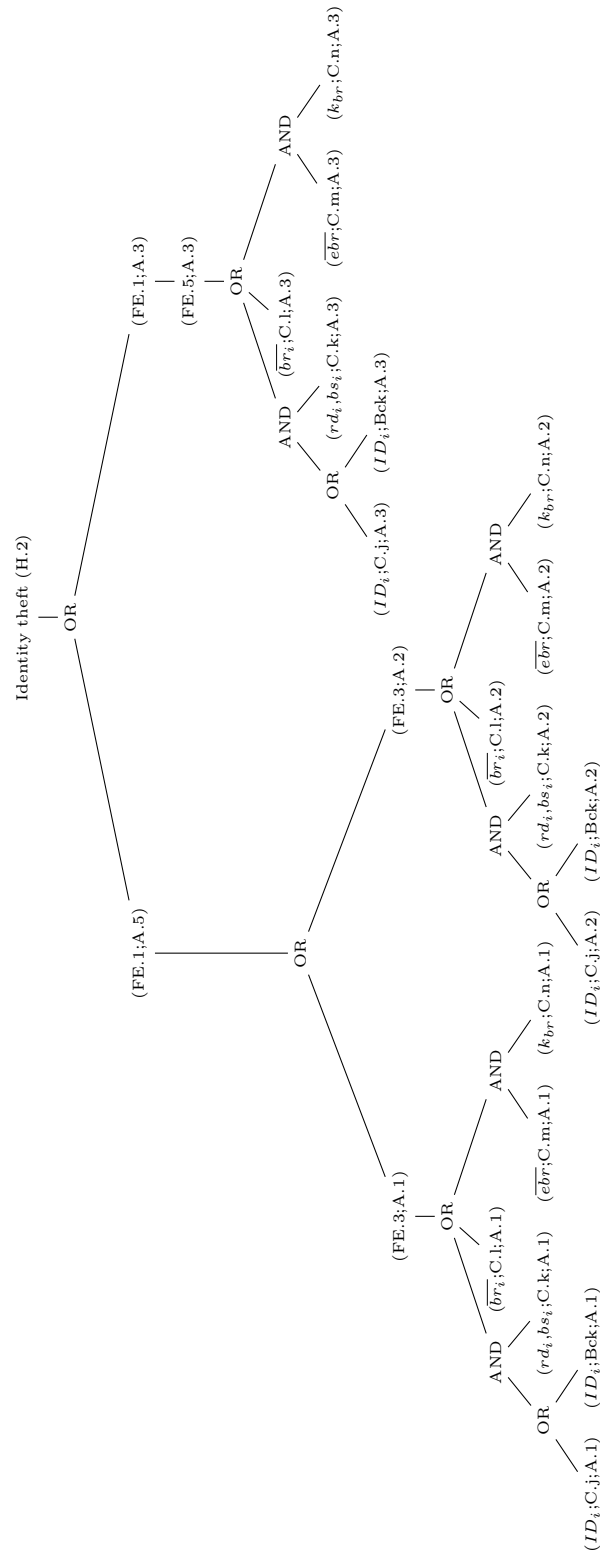 Identity theft (H.2)
OR
(FE.1;A.5)
(FE.1;A.3)
(FE.5;A.3)
OR
OR
AND
(\overline{br_i};C.l;A.3)
AND
OR
(rd_i,bs_i;C.k;A.3)
(\overline{ebr};C.m;A.3)
(k_{br};C.n;A.3)
(ID_i;C.j;A.3)
(ID_i;Bck;A.3)
(FE.3;A.1)
(FE.3;A.2)
OR
OR
AND
(\overline{br_i};C.l;A.1)
AND
AND
(\overline{br_i};C.l;A.2)
AND
OR
(rd_i,bs_i;C.k;A.1)
(\overline{ebr};C.m;A.1)
(k_{br};C.n;A.1)
OR
(rd_i,bs_i;C.k;A.2)
(\overline{ebr};C.m;A.2)
(k_{br};C.n;A.2)
(ID_i;C.j;A.1)
(ID_i;Bck;A.1)
(ID_i;C.j;A.2)
(ID_i;Bck;A.2)